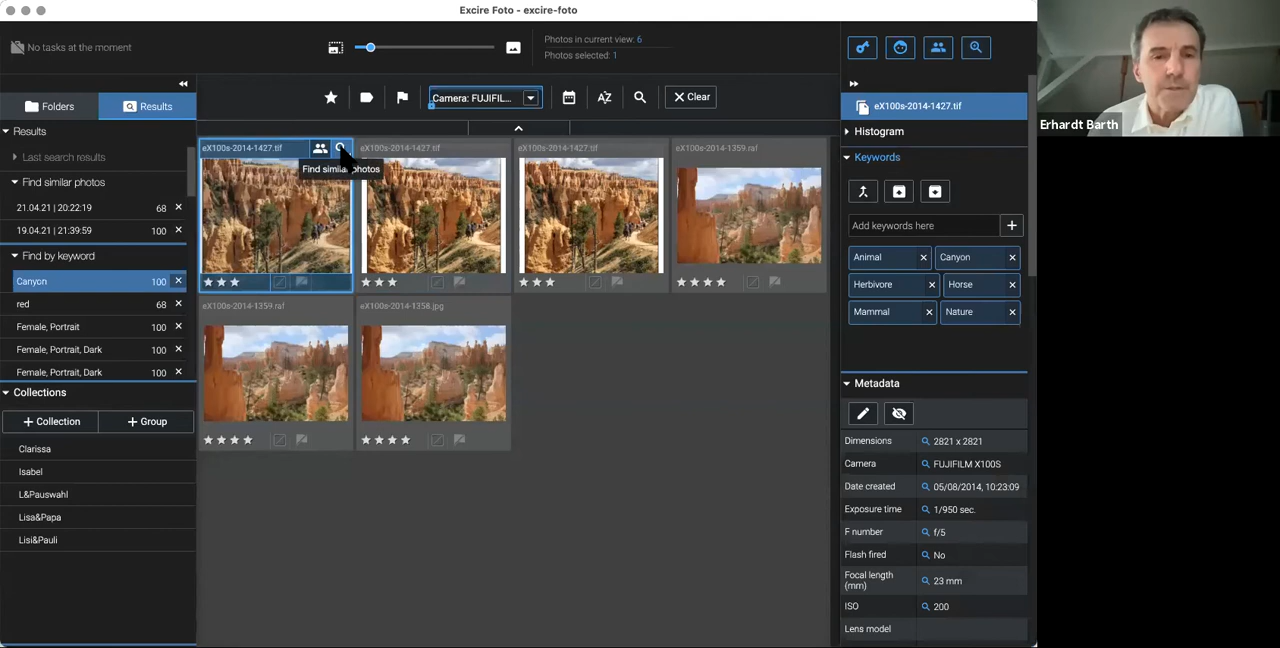 Excire Foto - excire-foto
No tasks at the moment
Photos in current view: 6
Photos selected: 1
Folders
Results
Camera: FUJIFIL...
Clear
Results
Last search results
Find similar photos
21.04.21 | 20:22:19 68
19.04.21 | 21:39:59 100
Find by keyword
Canyon 100
red 68
Female, Portrait 100
Female, Portrait, Dark 100
Female, Portrait, Dark 100
Collections
+ Collection
+ Group
Clarissa
Isabel
L&Pauswahl
Lisa&Papa
Lisi&Pauli
eX100s-2014-1427.tif
eX100s-2014-1427.tif
eX100s-2014-1427.tif
eX100s-2014-1359.raf
Find similar photos
eX100s-2014-1359.raf
eX100s-2014-1358.jpg
eX100s-2014-1427.tif
Histogram
Keywords
Add keywords here
Animal
Canyon
Herbivore
Horse
Mammal
Nature
Metadata
Dimensions 2821 x 2821
Camera FUJIFILM X100S
Date created 05/08/2014, 10:23:09
Exposure time 1/950 sec.
F number f/5
Flash fired No
Focal length (mm) 23 mm
ISO 200
Lens model
Erhardt Barth